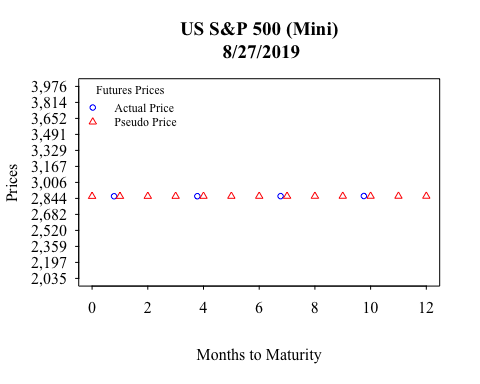 US S&P 500 (Mini)
8/27/2019
Futures Prices
Actual Price
Pseudo Price
Prices
3,976
3,814
3,652
3,491
3,329
3,167
3,006
2,844
2,682
2,520
2,359
2,197
2,035
0 2 4 6 8 10 12
Months to Maturity